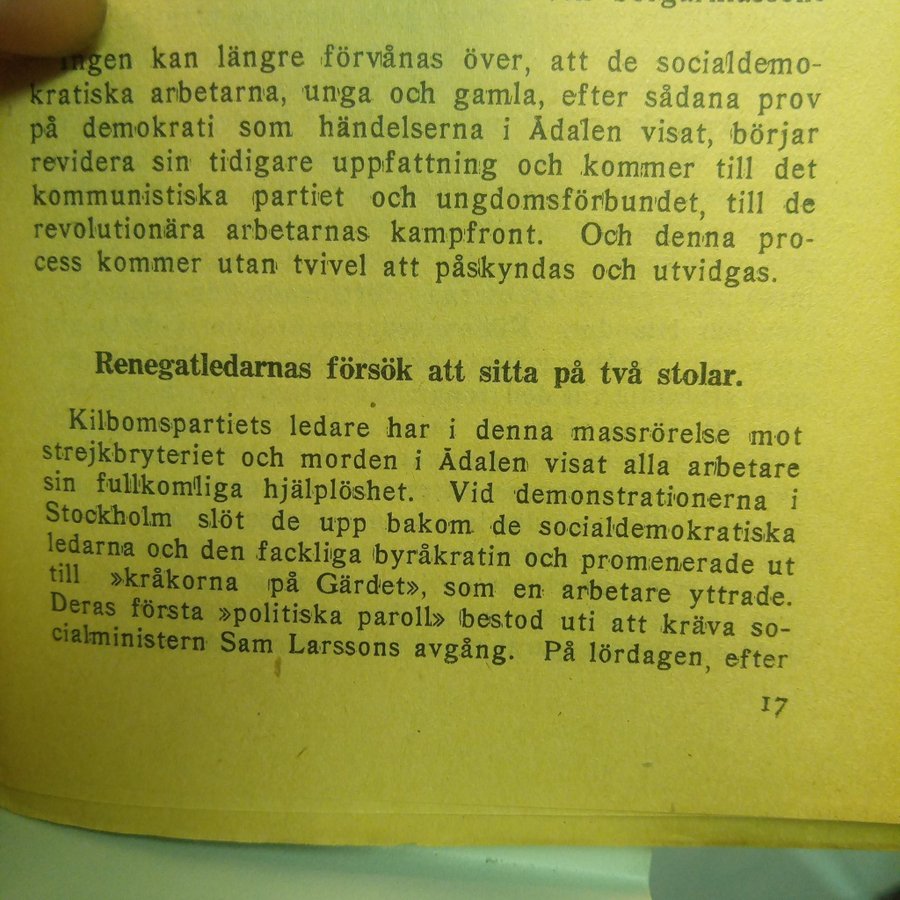 Ingen kan längre förvånas över, att de socialdemo-
kratiska arbetarna, unga och gamla, efter sådana prov
på demokrati som händelserna i Ådalen visat, börjar
revidera sin tidigare uppfattning och kommer till det
kommunistiska partiet och ungdomsförbundet, till de
revolutionära arbetarnas kampfront. Och denna pro-
cess kommer utan tvivel att påskyndas och utvidgas.
Renegatledarnas försök att sitta på två stolar.
Kilbomspartiets ledare har i denna massrörelse mot
strejkbryteriet och morden i Ådalen visat alla arbetare
sin fullkomliga hjälplöshet. Vid demonstrationerna i
Stockholm slöt de upp bakom de socialdemokratiska
ledarna och den fackliga byråkratin och promenerade ut
till »kråkorna på Gärdet», som en arbetare yttrade.
Deras första »politiska paroll» bestod uti att kräva so-
cialministern Sam Larssons avgång. På lördagen, efter
17